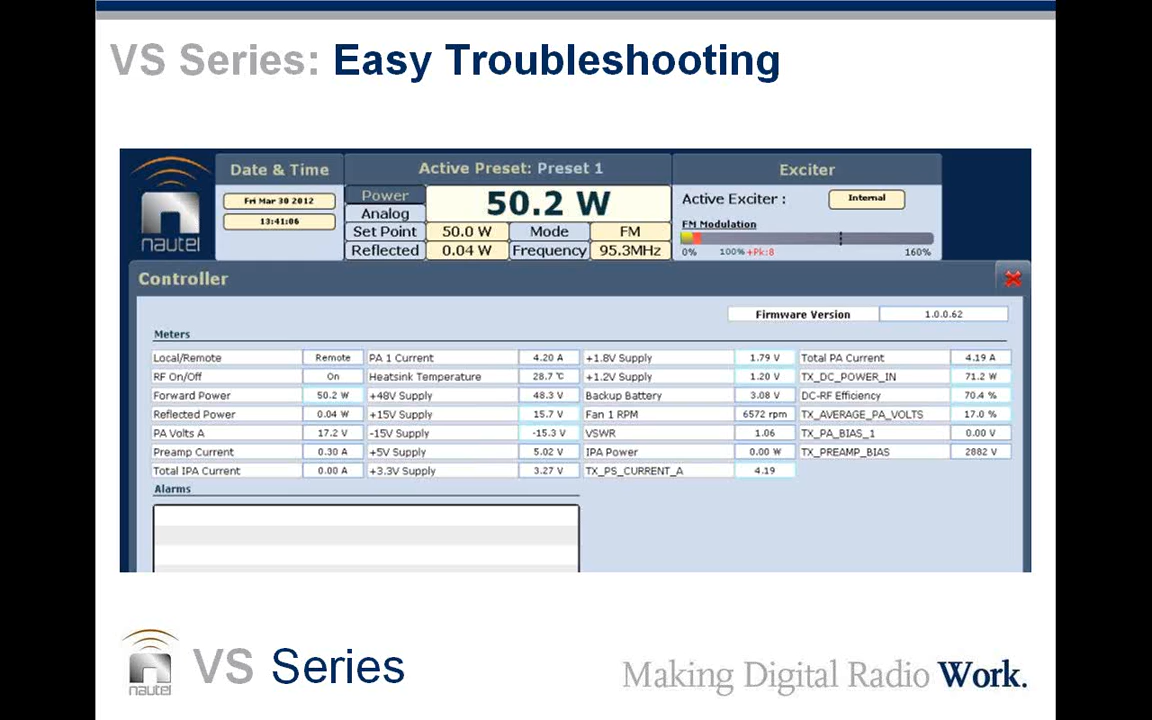 VS Series: Easy Troubleshooting
nautel
Date & Time
Fri Mar 30 2012
13:41:06
Active Preset: Preset 1
Power
Analog
50.2 W
Set Point 50.0 W Mode FM
Reflected 0.04 W Frequency 95.3MHz
Exciter
Active Exciter : Internal
FM Modulation
0% 100% +Pk:8 160%
Controller
Firmware Version 1.0.0.62
Meters
Local/Remote Remote PA 1 Current 4.20 A +1.8V Supply 1.79 V Total PA Current 4.19 A
RF On/Off On Heatsink Temperature 28.7 °C +1.2V Supply 1.20 V TX_DC_POWER_IN 71.2 W
Forward Power 50.2 W +48V Supply 48.3 V Backup Battery 3.08 V DC-RF Efficiency 70.4 %
Reflected Power 0.04 W +15V Supply 15.7 V Fan 1 RPM 6572 rpm TX_AVERAGE_PA_VOLTS 17.0 %
PA Volts A 17.2 V -15V Supply -15.3 V VSWR 1.06 TX_PA_BIAS_1 0.00 V
Preamp Current 0.30 A +5V Supply 5.02 V IPA Power 0.00 W TX_PREAMP_BIAS 2882 V
Total IPA Current 0.00 A +3.3V Supply 3.27 V TX_PS_CURRENT_A 4.19
Alarms
nautel
VS Series
Making Digital Radio Work.